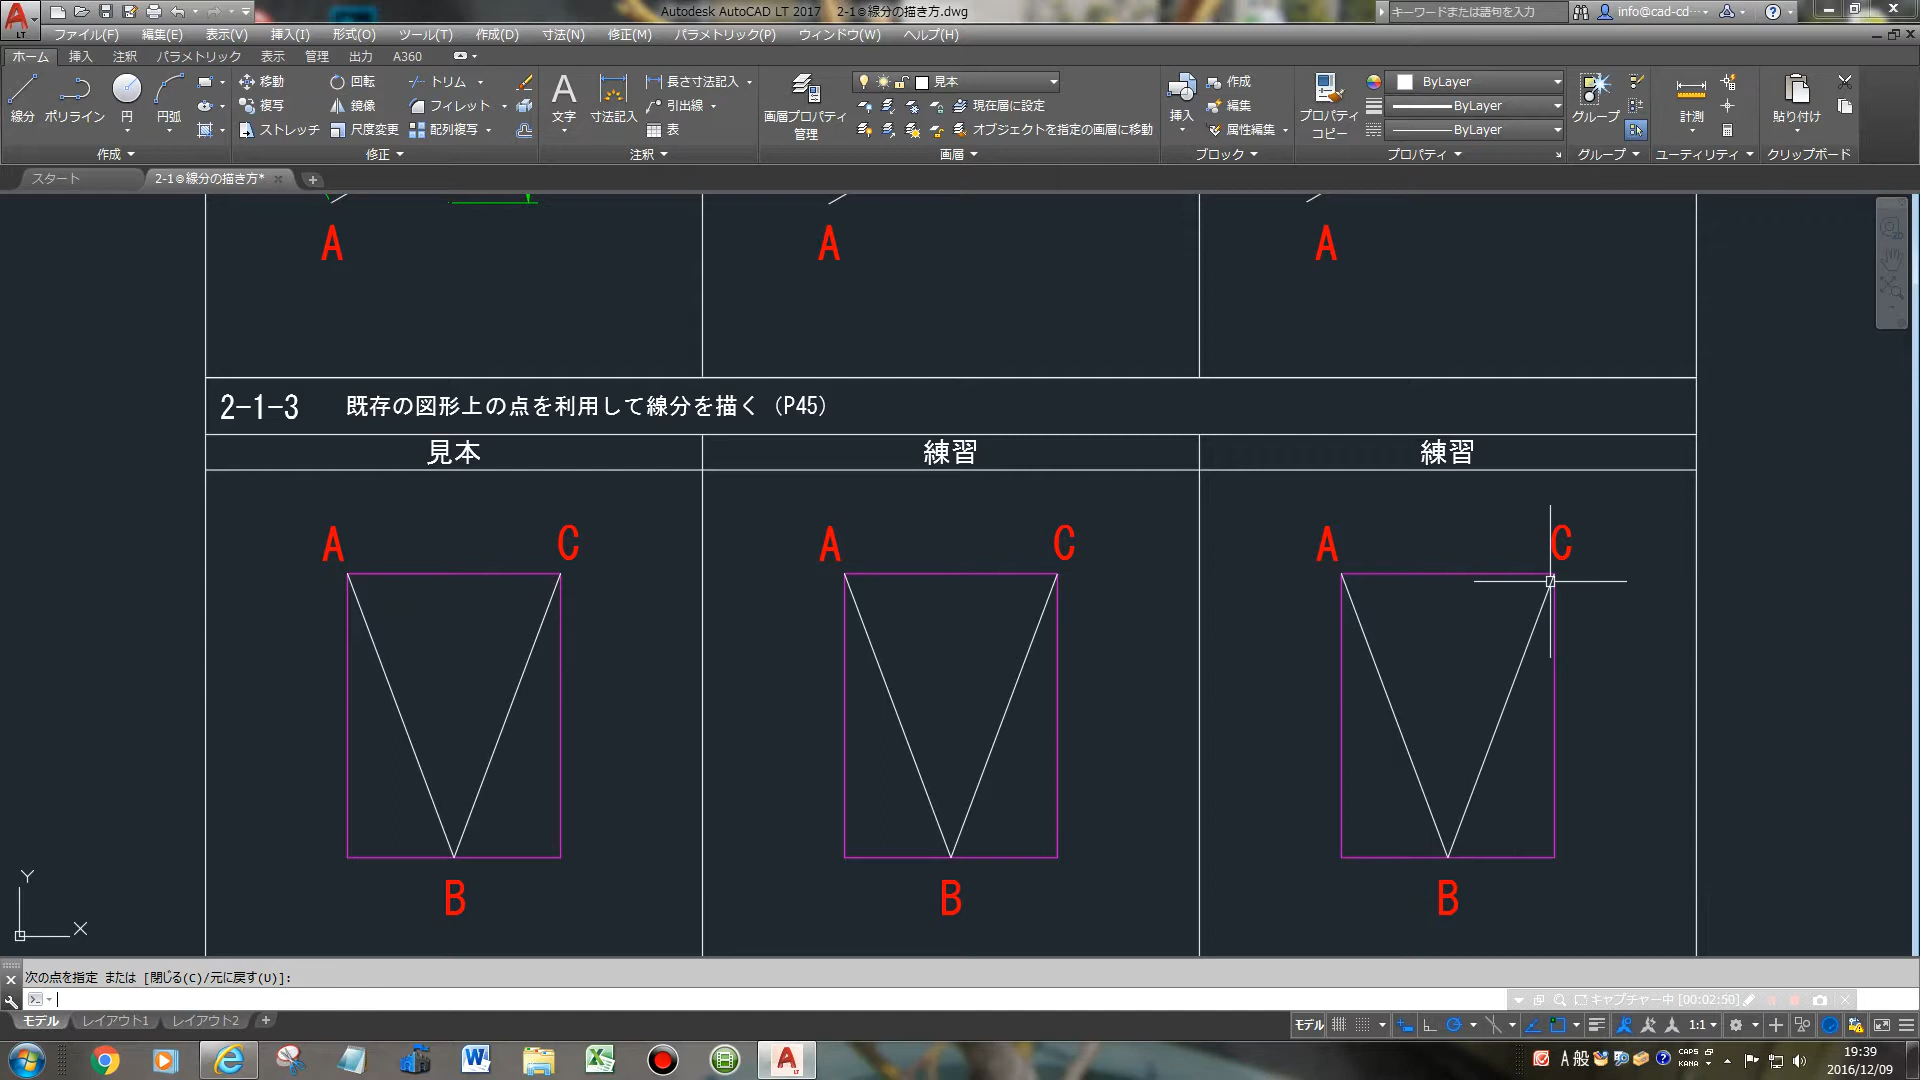 Autodesk AutoCAD LT 2017 2-1⊙線分の描き方.dwg
キーワードまたは語句を入力
info@cad-cd…
ファイル(F) 編集(E) 表示(V) 挿入(I) 形式(O) ツール(T) 作成(D) 寸法(N) 修正(M) パラメトリック(P) ウィンドウ(W) ヘルプ(H)
ホーム 挿入 注釈 パラメトリック 表示 管理 出力 A360
線分 ポリライン 円 円弧
移動 回転 トリム
複写 鏡像 フィレット
ストレッチ 尺度変更 配列複写
文字 寸法記入
長さ寸法記入
引出線
表
画層プロパティ管理
見本
現在層に設定
オブジェクトを指定の画層に移動
挿入
作成
編集
属性編集
プロパティコピー
ByLayer
ByLayer
ByLayer
グループ
計測
貼り付け
作成 修正 注釈 画層 ブロック プロパティ グループ ユーティリティ クリップボード
スタート 2-1⊙線分の描き方*
A A A
2-1-3 既存の図形上の点を利用して線分を描く（P45）
見本 練習 練習
A C A C A C
B B B
Y
X
次の点を指定 または [閉じる(C)/元に戻す(U)]:
キャプチャー中 [00:02:50]
モデル レイアウト1 レイアウト2
モデル 1:1
A 般 CAPS
KANA
19:39
2016/12/09